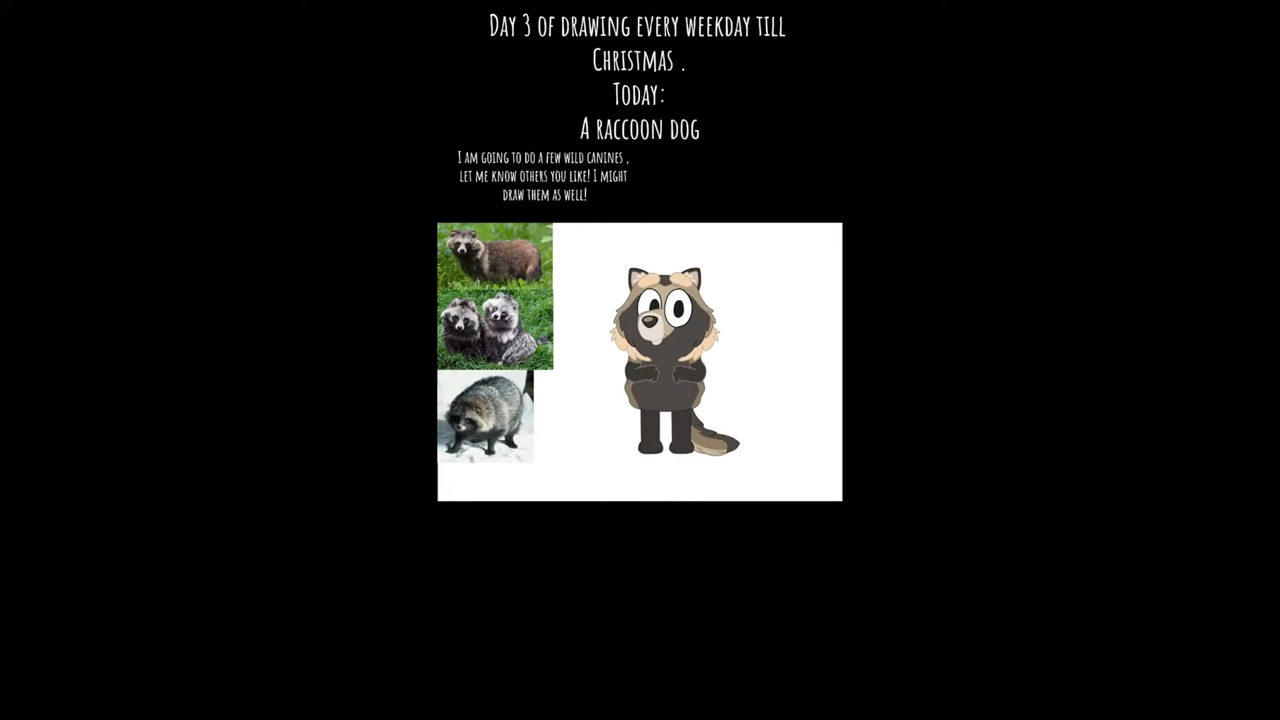 Day 3 of drawing every weekday till
Christmas .
Today:
A raccoon dog
I am going to do a few wild canines ,
let me know others you like! I might
draw them as well!